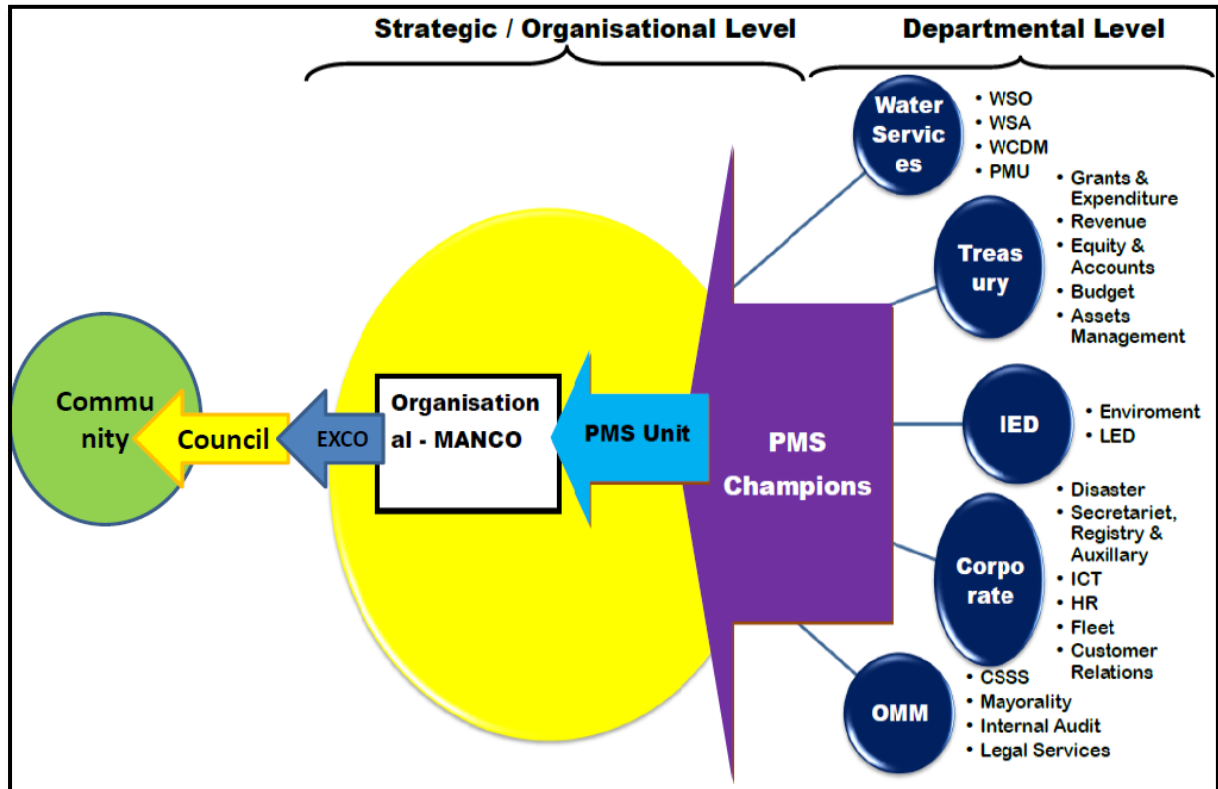 Strategic / Organisational Level
Departmental Level
Water
Servic
es
• WSO
• WSA
• WCDM
• PMU
Treas
ury
• Grants &
Expenditure
• Revenue
• Equity &
Accounts
• Budget
• Assets
Management
IED
• Enviroment
• LED
Corpo
rate
• Disaster
• Secretariet,
Registry &
Auxillary
• ICT
• HR
• Fleet
• Customer
Relations
OMM
• CSSS
• Mayorality
• Internal Audit
• Legal Services
PMS
Champions
PMS Unit
Organisation
al - MANCO
EXCO
Council
Commu
nity